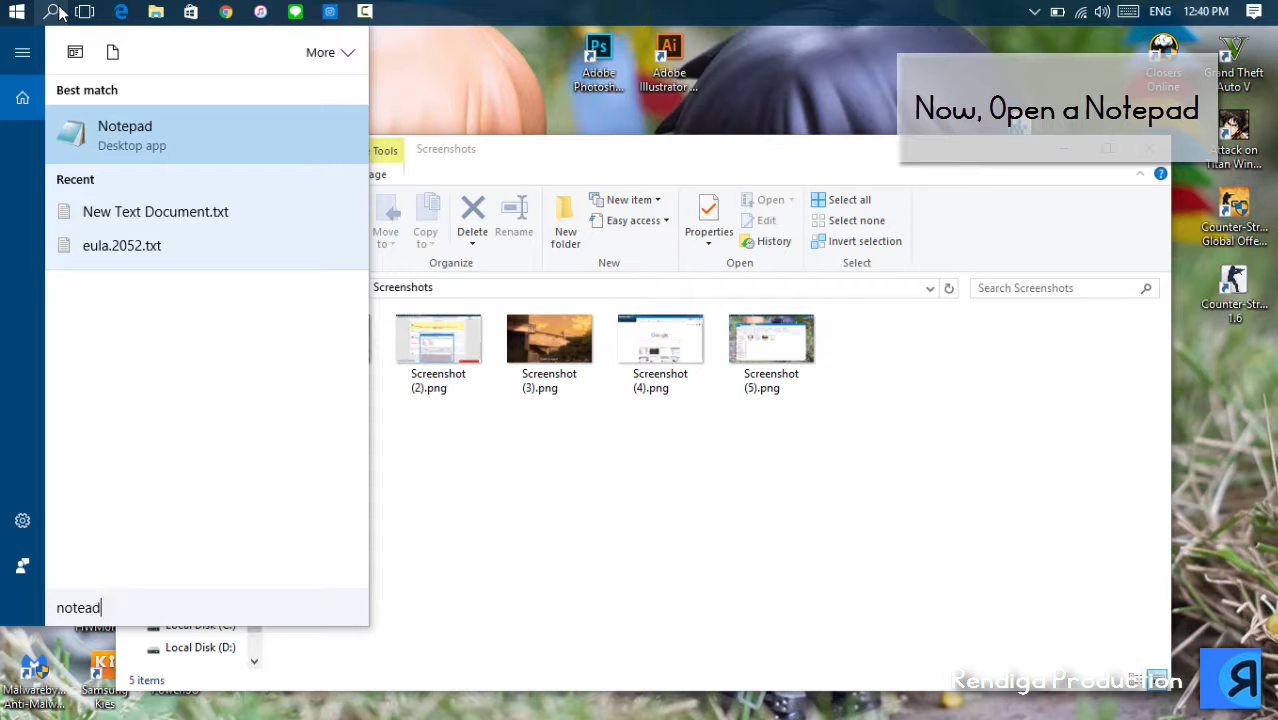 ENG 12:40 PM
More
Best match
Notepad
Desktop app
Recent
New Text Document.txt
eula.2052.txt
notead
Adobe
Photosh...
Adobe
Illustrator ...
Closers
Online
Grand Theft
Auto V
Now, Open a Notepad
Attack on
Titan Win...
Counter-Str...
Global Offe...
Counter-Str...
1.6
Tools
Screenshots
Move
to
Copy
to
Delete
Rename
Organize
New
folder
New item
Easy access
New
Properties
Open
Edit
History
Open
Select all
Select none
Invert selection
Select
Screenshots
Search Screenshots
Screenshot
(2).png
Screenshot
(3).png
Screenshot
(4).png
Screenshot
(5).png
Local Disk (C:)
Local Disk (D:)
5 items
Malwareby...
Anti-Malw...
Samsung
Kies
Rendiga Production